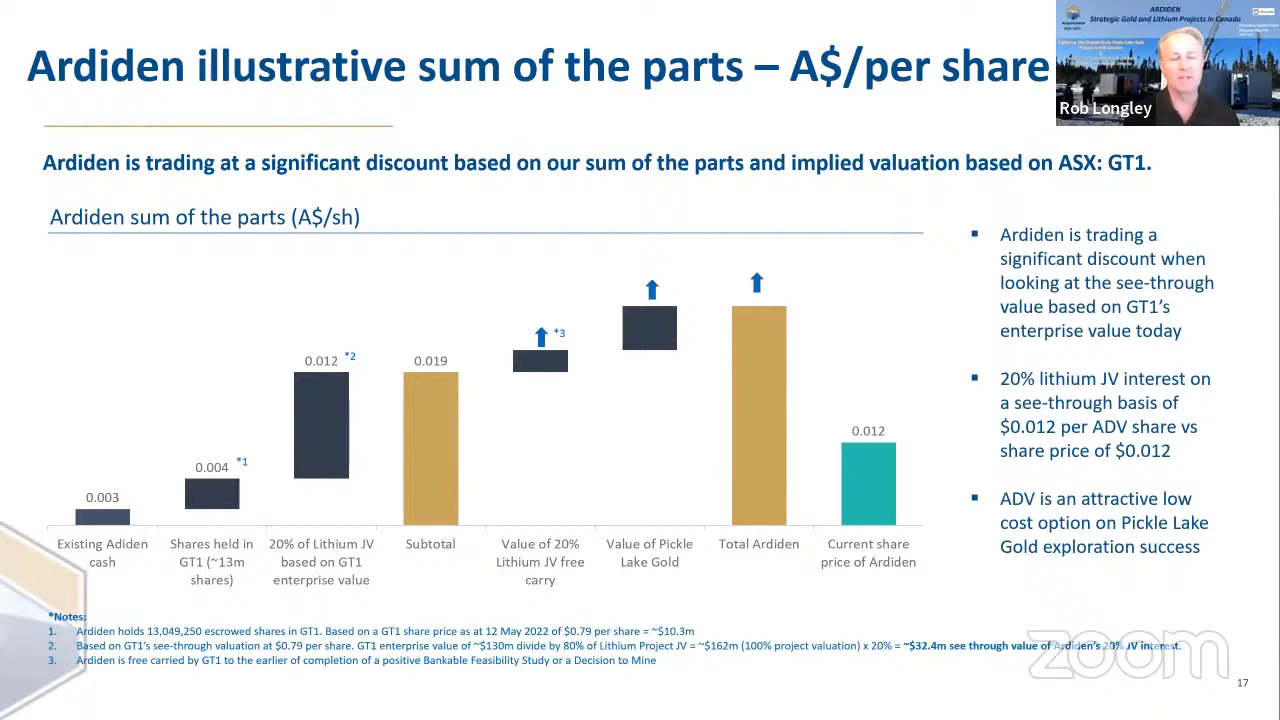 Ardiden illustrative sum of the parts – A$/per share
ARDIDEN
Strategic Gold and Lithium Projects in Canada
Rob Longley
Ardiden is trading at a significant discount based on our sum of the parts and implied valuation based on ASX: GT1.
Ardiden sum of the parts (A$/sh)
0.003
0.004 *1
0.012 *2
0.019
*3
0.012
Existing Adiden
cash
Shares held in
GT1 (~13m
shares)
20% of Lithium JV
based on GT1
enterprise value
Subtotal
Value of 20%
Lithium JV free
carry
Value of Pickle
Lake Gold
Total Ardiden
Current share
price of Ardiden
▪ Ardiden is trading a
significant discount when
looking at the see-through
value based on GT1's
enterprise value today
▪ 20% lithium JV interest on
a see-through basis of
$0.012 per ADV share vs
share price of $0.012
▪ ADV is an attractive low
cost option on Pickle Lake
Gold exploration success
*Notes:
1. Ardiden holds 13,049,250 escrowed shares in GT1. Based on a GT1 share price as at 12 May 2022 of $0.79 per share = ~$10.3m
2. Based on GT1's see-through valuation at $0.79 per share. GT1 enterprise value of ~$130m divide by 80% of Lithium Project JV = ~$162m (100% project valuation) x 20% = ~$32.4m see through value of Ardiden's 20% JV interest.
3. Ardiden is free carried by GT1 to the earlier of completion of a positive Bankable Feasibility Study or a Decision to Mine
zoom
17